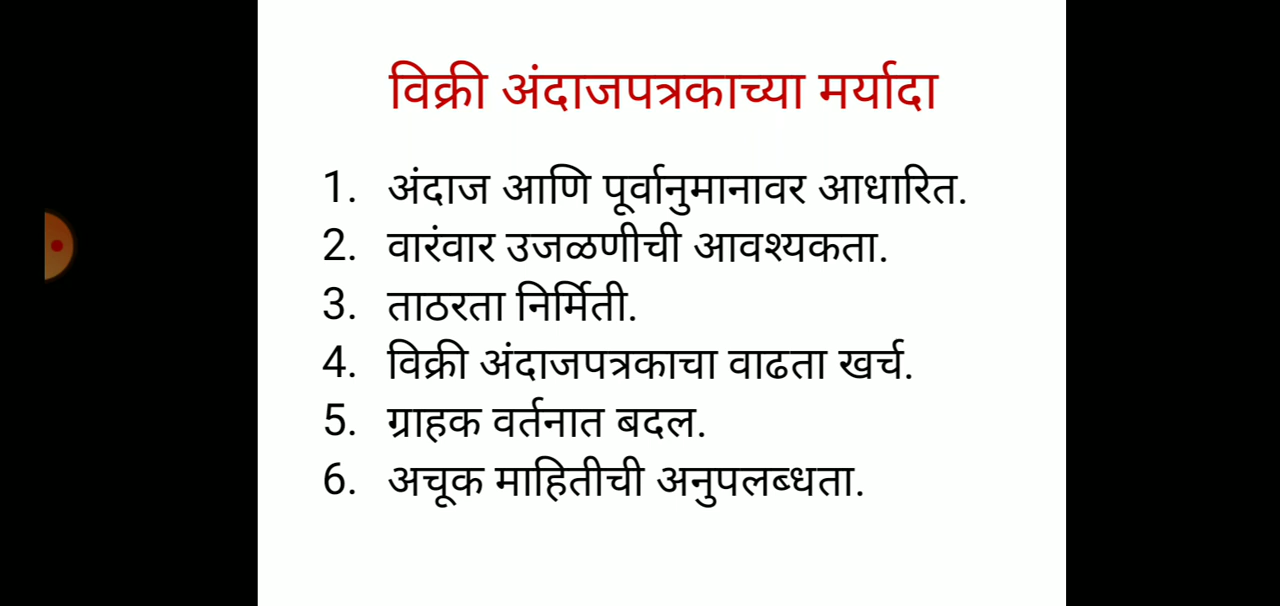 विक्री अंदाजपत्रकाच्या मर्यादा
1. अंदाज आणि पूर्वानुमानावर आधारित.
2. वारंवार उजळणीची आवश्यकता.
3. ताठरता निर्मिती.
4. विक्री अंदाजपत्रकाचा वाढता खर्च.
5. ग्राहक वर्तनात बदल.
6. अचूक माहितीची अनुपलब्धता.